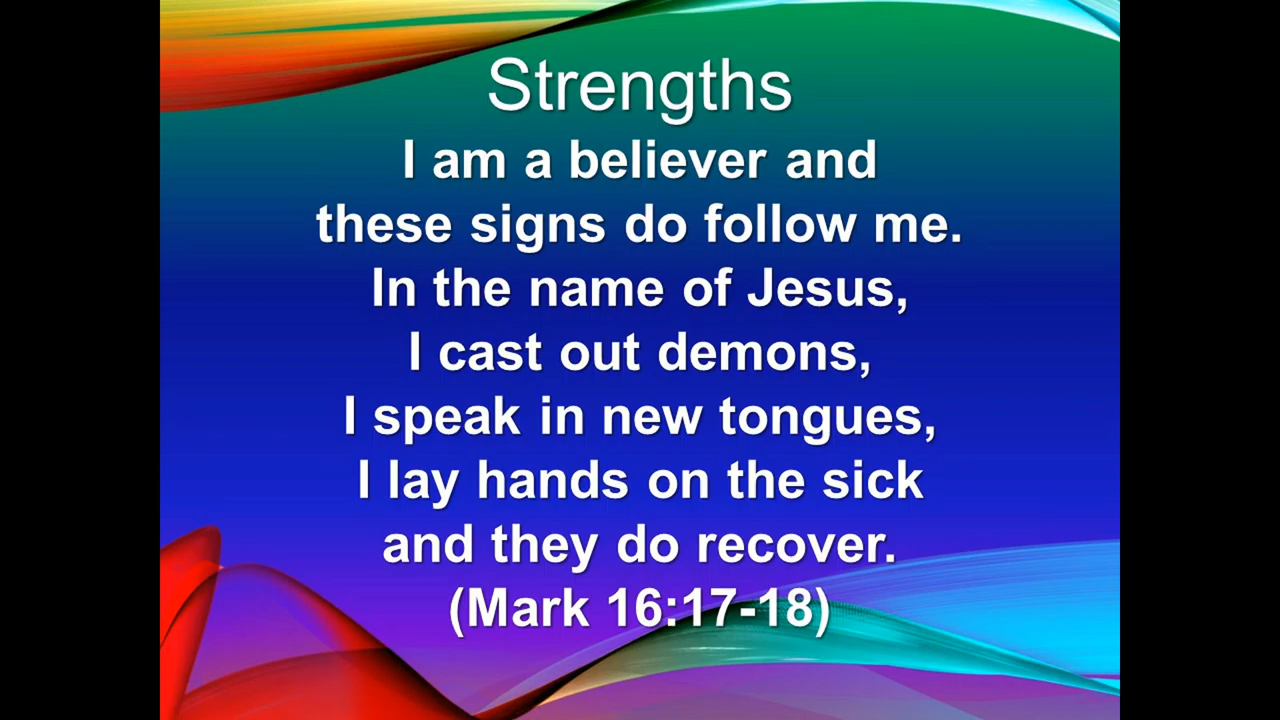 Strengths
I am a believer and
these signs do follow me.
In the name of Jesus,
I cast out demons,
I speak in new tongues,
I lay hands on the sick
and they do recover.
(Mark 16:17-18)